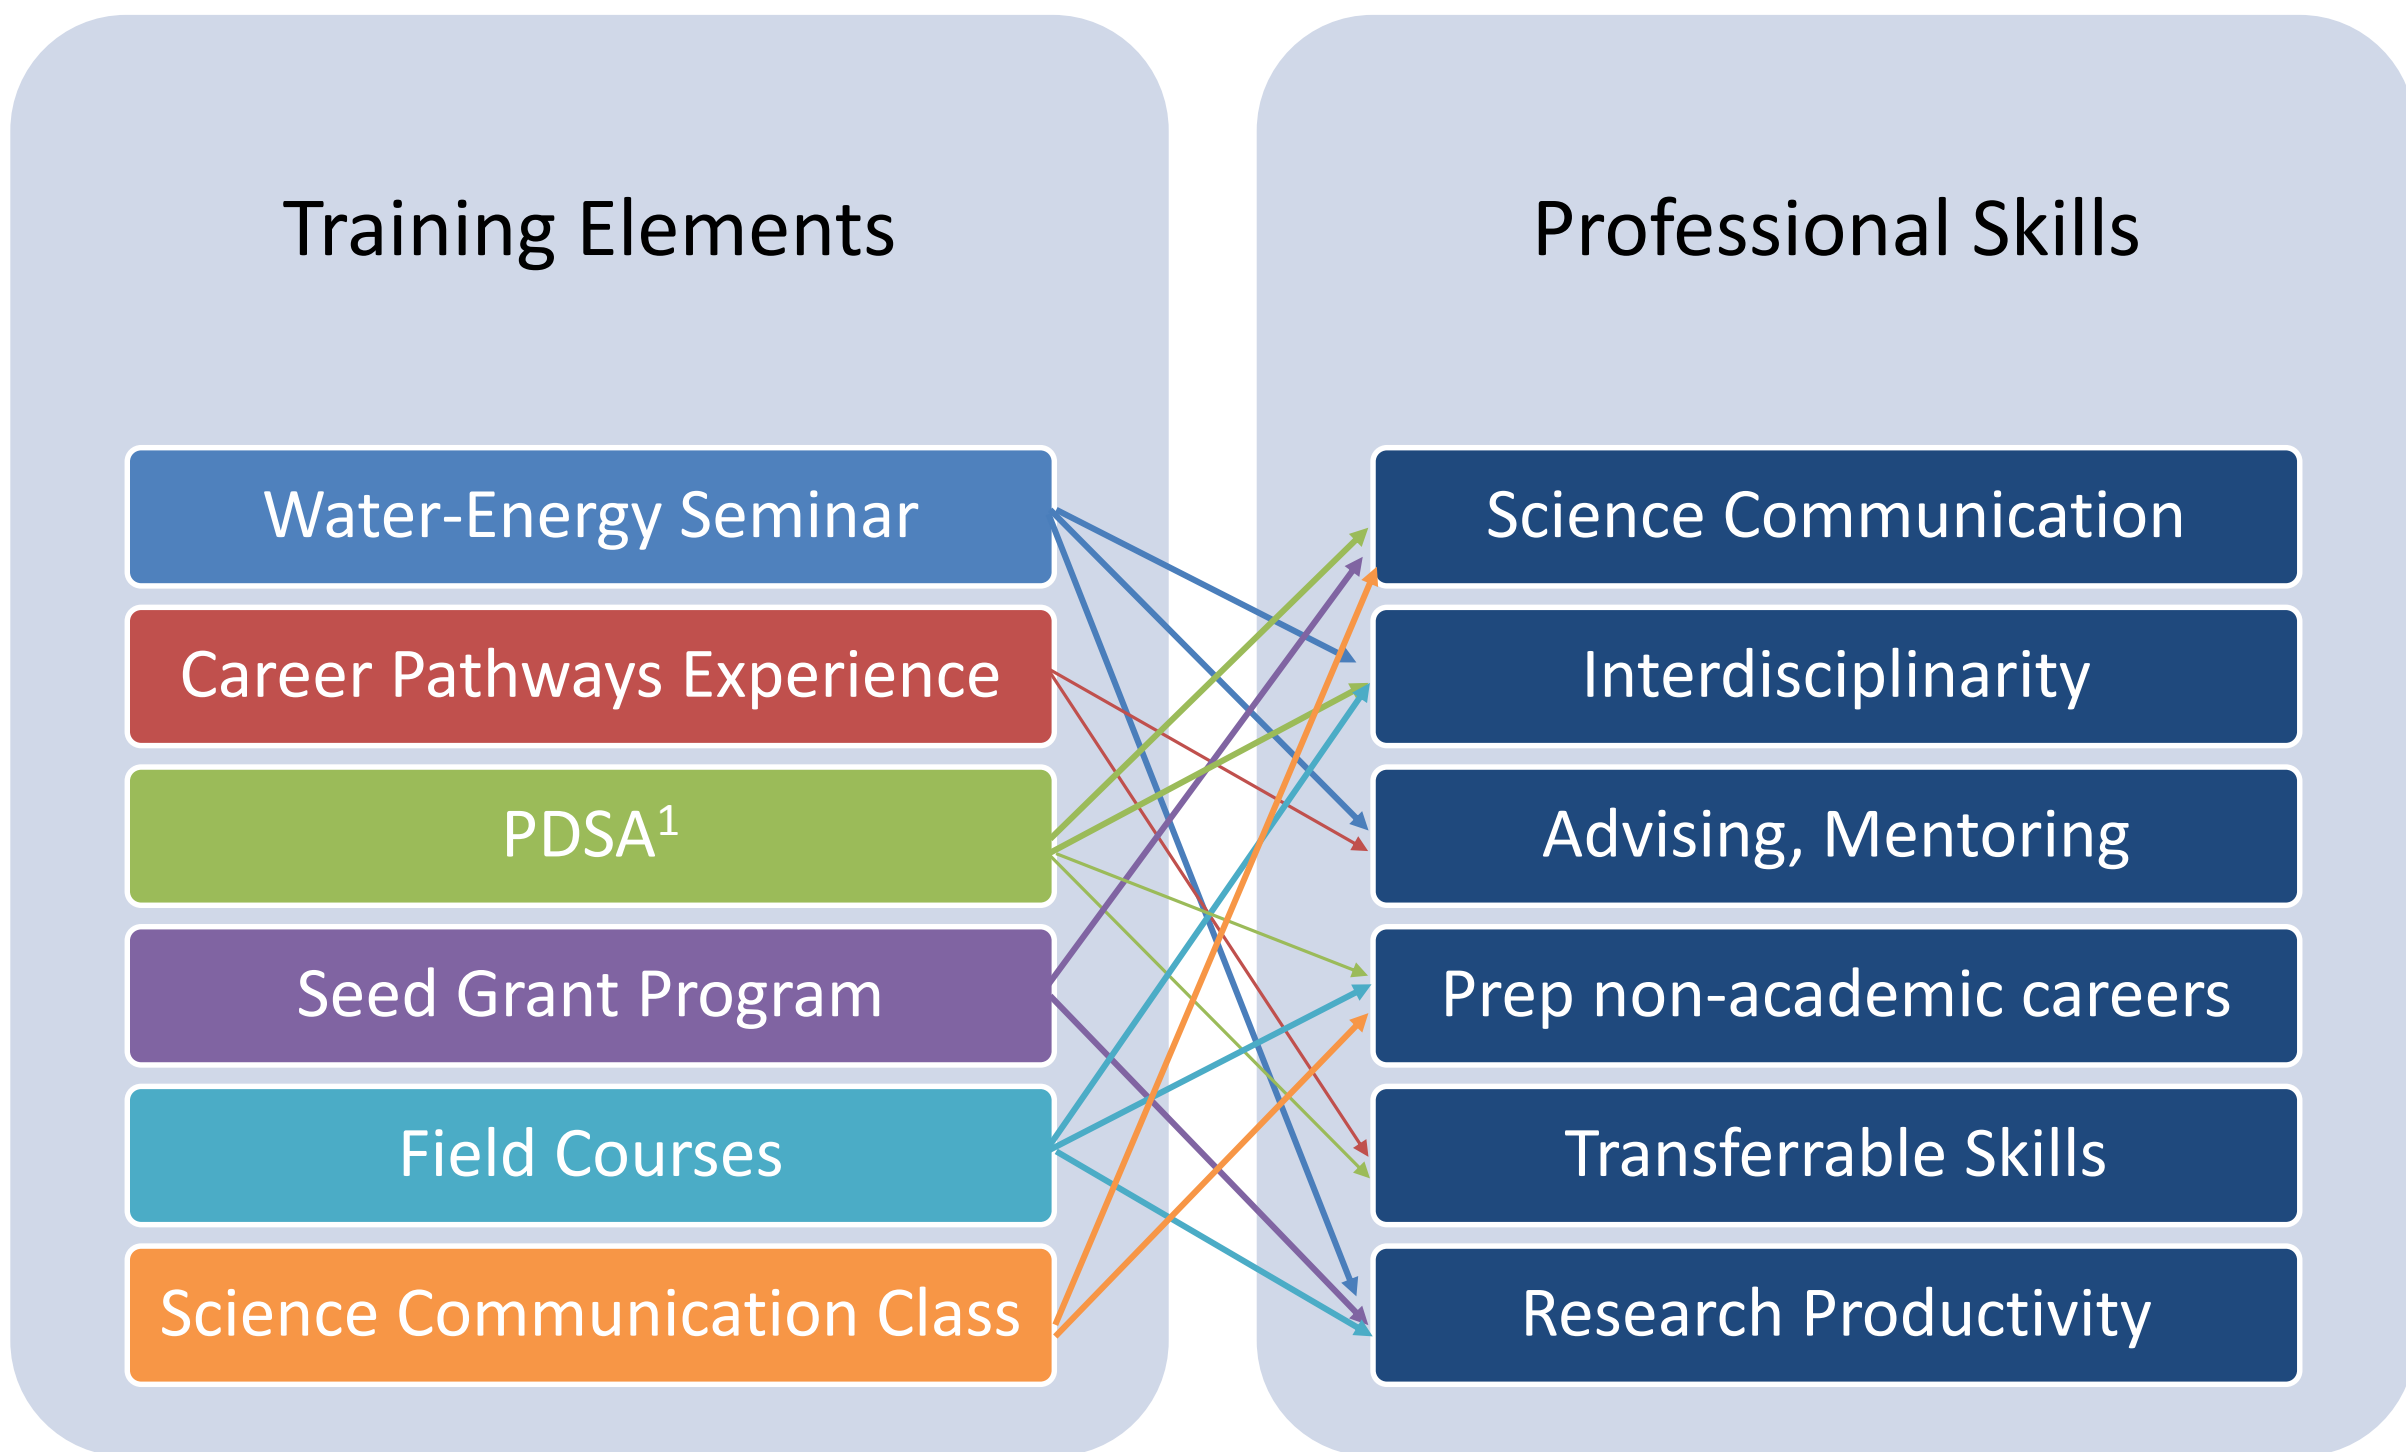 Training Elements
Water-Energy Seminar
Career Pathways Experience
PDSA¹
Seed Grant Program
Field Courses
Science Communication Class
Professional Skills
Science Communication
Interdisciplinarity
Advising, Mentoring
Prep non-academic careers
Transferrable Skills
Research Productivity